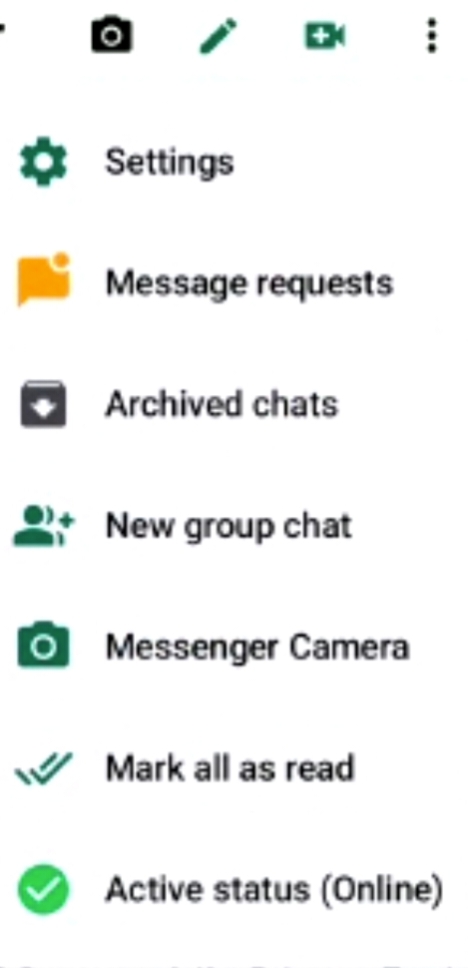 Settings
Message requests
Archived chats
New group chat
Messenger Camera
Mark all as read
Active status (Online)